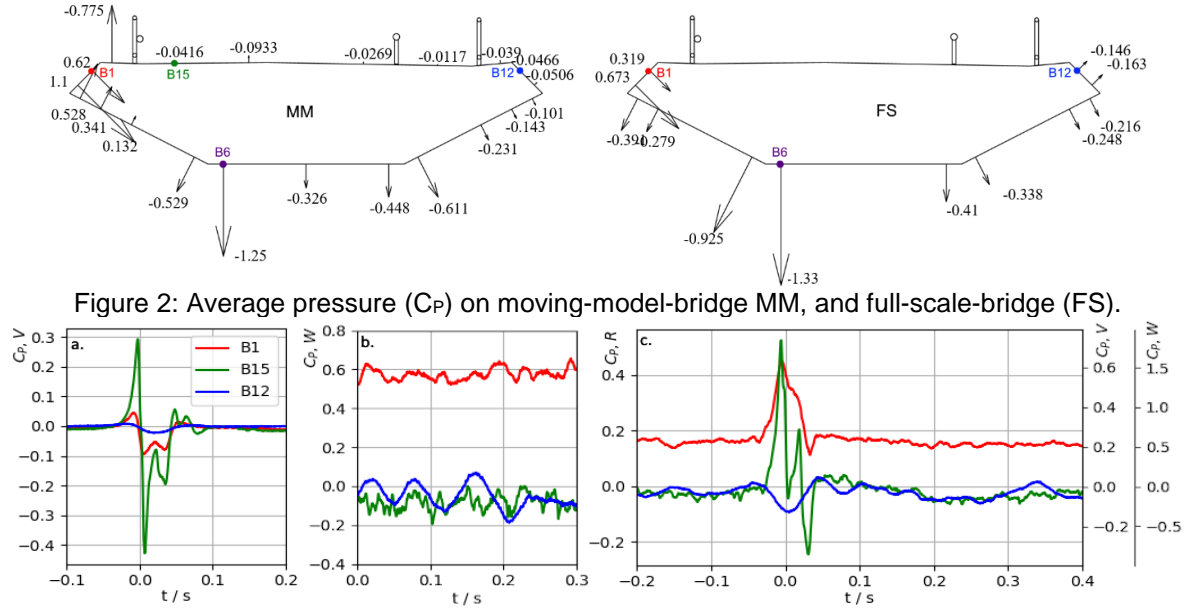 -0.775
0.62
B1
1.1
0.528
0.341
0.132
-0.0416
B15
-0.0933
-0.0269
-0.0117
-0.039
-0.0466
B12
-0.0506
-0.101
-0.143
-0.231
MM
B6
-0.529
-0.326
-0.448
-0.611
-1.25
0.319
B1
0.673
-0.391
-0.279
FS
B12
-0.146
-0.163
-0.216
-0.248
B6
-0.338
-0.41
-0.925
-1.33
Figure 2: Average pressure (CP) on moving-model-bridge MM, and full-scale-bridge (FS).
a.
CP, V
0.3
0.2
0.1
0.0
−0.1
−0.2
−0.3
−0.4
B1
B15
B12
−0.1 0.0 0.1 0.2
t / s
b.
CP, W
0.8
0.6
0.4
0.2
0.0
−0.2
−0.4
0.0 0.1 0.2 0.3
t / s
c.
CP, R
0.4
0.2
0.0
−0.2
−0.2 −0.1 0.0 0.1 0.2 0.3 0.4
t / s
CP, V
0.6
0.4
0.2
0.0
−0.2
CP, W
1.5
1.0
0.5
0.0
−0.5